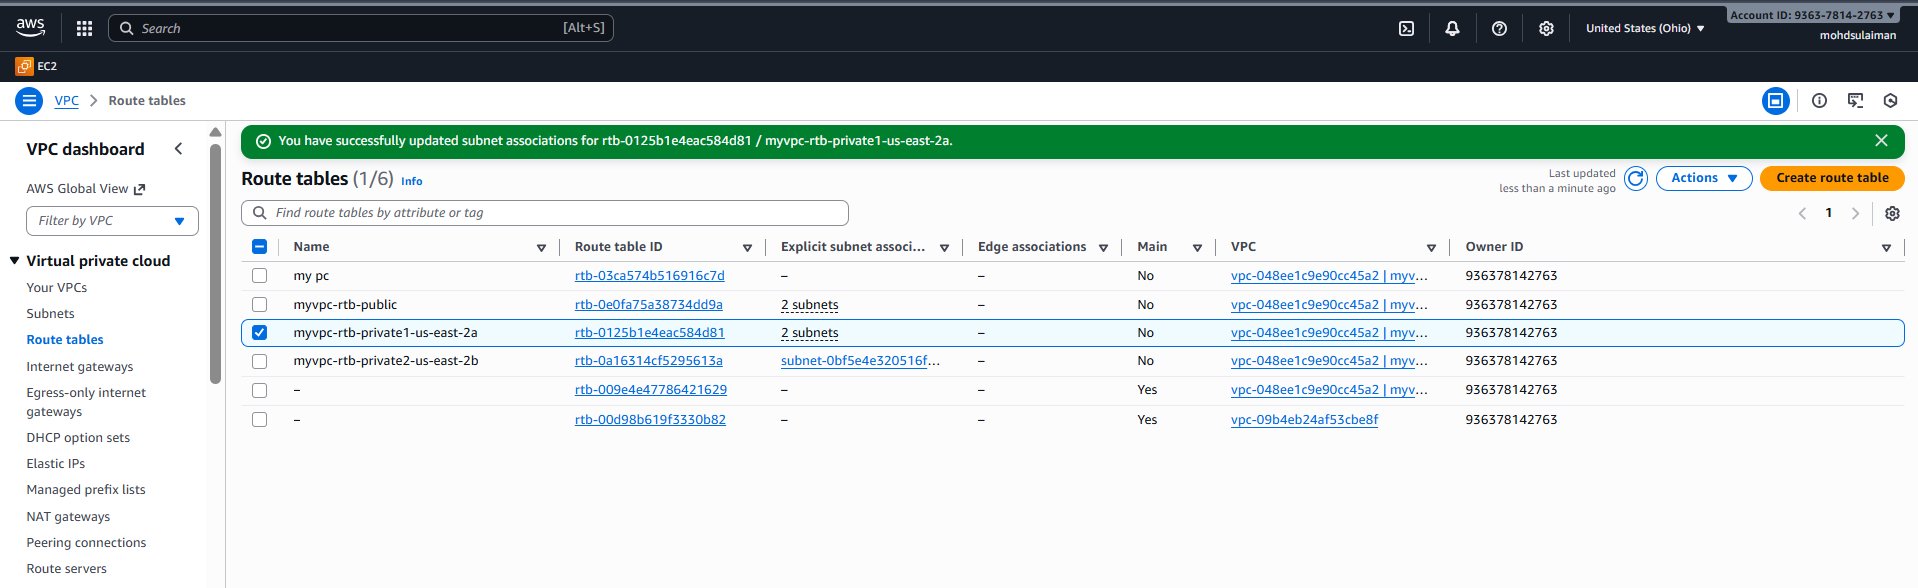 aws
Search [Alt+S]
United States (Ohio)
Account ID: 9363-7814-2763
mohdsulaiman
EC2
VPC > Route tables
VPC dashboard
AWS Global View
Filter by VPC
Virtual private cloud
Your VPCs
Subnets
Route tables
Internet gateways
Egress-only internet
gateways
DHCP option sets
Elastic IPs
Managed prefix lists
NAT gateways
Peering connections
Route servers
You have successfully updated subnet associations for rtb-0125b1e4eac584d81 / myvpc-rtb-private1-us-east-2a.
Route tables (1/6) Info
Last updated
less than a minute ago
Actions
Create route table
Find route tables by attribute or tag
1
Name Route table ID Explicit subnet associ... Edge associations Main VPC Owner ID
my pc rtb-03ca574b516916c7d – – No vpc-048ee1c9e90cc45a2 | myv... 936378142763
myvpc-rtb-public rtb-0e0fa75a38734dd9a 2 subnets – No vpc-048ee1c9e90cc45a2 | myv... 936378142763
myvpc-rtb-private1-us-east-2a rtb-0125b1e4eac584d81 2 subnets – No vpc-048ee1c9e90cc45a2 | myv... 936378142763
myvpc-rtb-private2-us-east-2b rtb-0a16314cf5295613a subnet-0bf5e4e320516f... – No vpc-048ee1c9e90cc45a2 | myv... 936378142763
– rtb-009e4e47786421629 – – Yes vpc-048ee1c9e90cc45a2 | myv... 936378142763
– rtb-00d98b619f3330b82 – – Yes vpc-09b4eb24af53cbe8f 936378142763